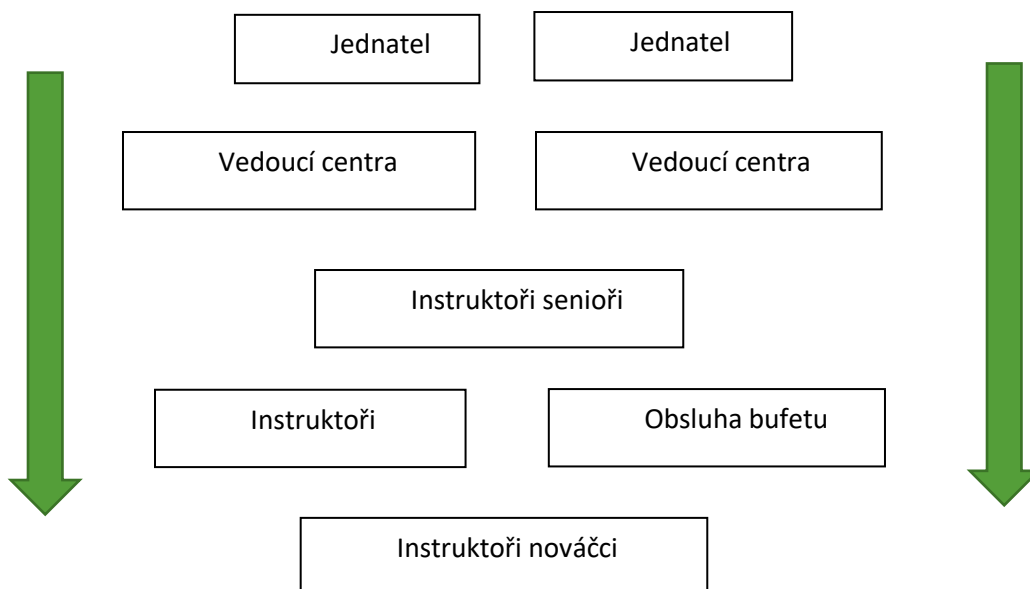 Jednatel
Jednatel
Vedoucí centra
Vedoucí centra
Instruktoři senioři
Instruktoři
Obsluha bufetu
Instruktoři nováčci